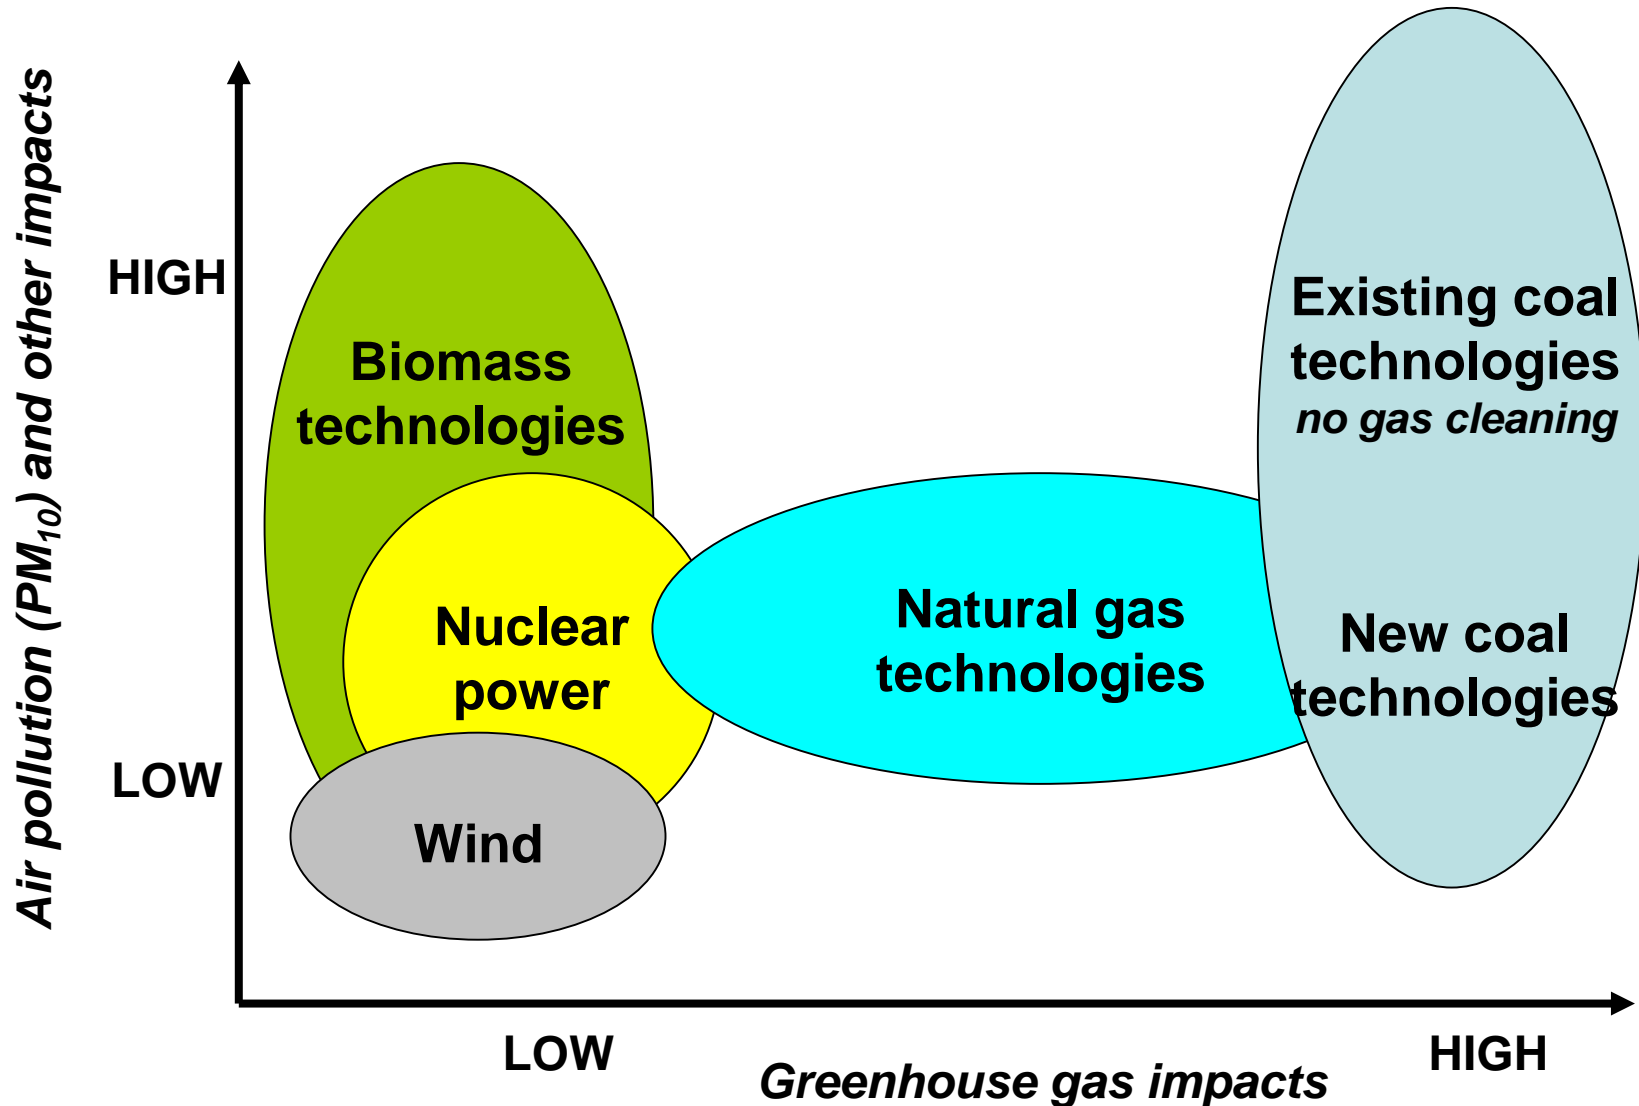 Air pollution (PM10) and other impacts
HIGH
LOW
Biomass
technologies
Nuclear
power
Wind
Natural gas
technologies
Existing coal
technologies
no gas cleaning
New coal
technologies
LOW
HIGH
Greenhouse gas impacts